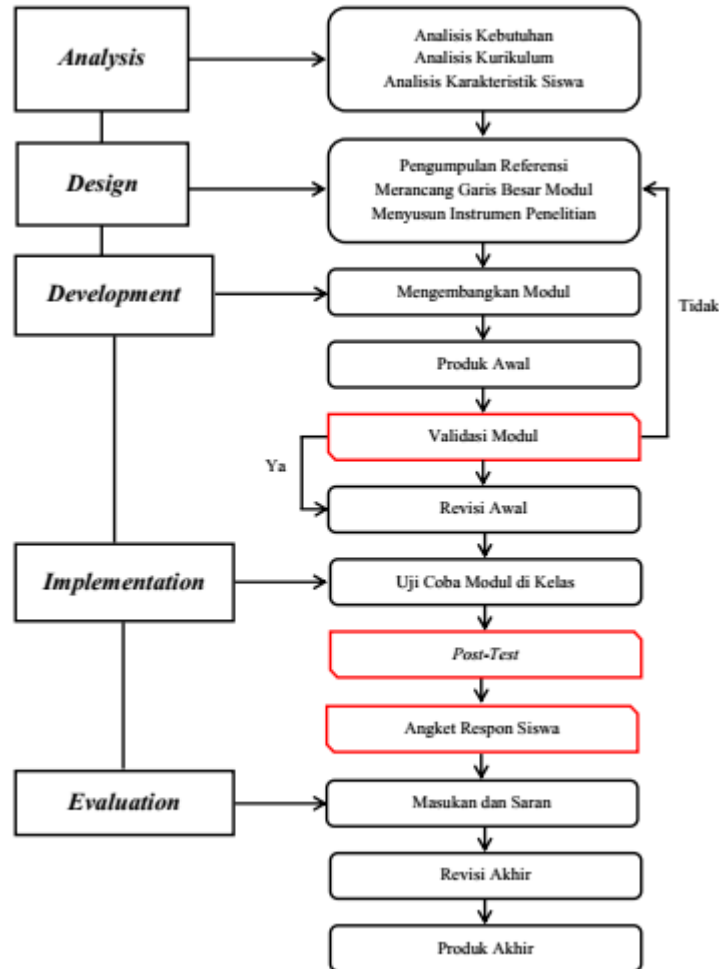 Analysis
Analisis Kebutuhan
Analisis Kurikulum
Analisis Karakteristik Siswa
Design
Pengumpulan Referensi
Merancang Garis Besar Modul
Menyusun Instrumen Penelitian
Development
Mengembangkan Modul
Tidak
Produk Awal
Validasi Modul
Ya
Revisi Awal
Implementation
Uji Coba Modul di Kelas
Post-Test
Angket Respon Siswa
Evaluation
Masukan dan Saran
Revisi Akhir
Produk Akhir